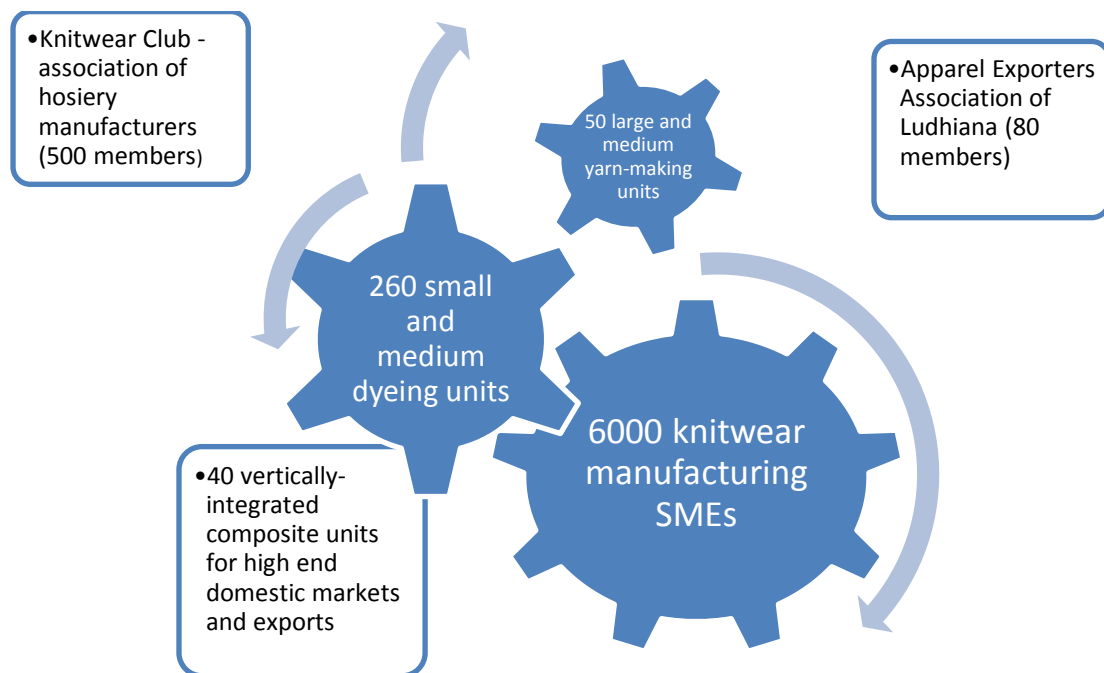 •Knitwear Club -
association of
hosiery
manufacturers
(500 members)
50 large and
medium
yarn-making
units
•Apparel Exporters
Association of
Ludhiana (80
members)
260 small
and
medium
dyeing units
6000 knitwear
manufacturing
SMEs
•40 vertically-
integrated
composite units
for high end
domestic markets
and exports